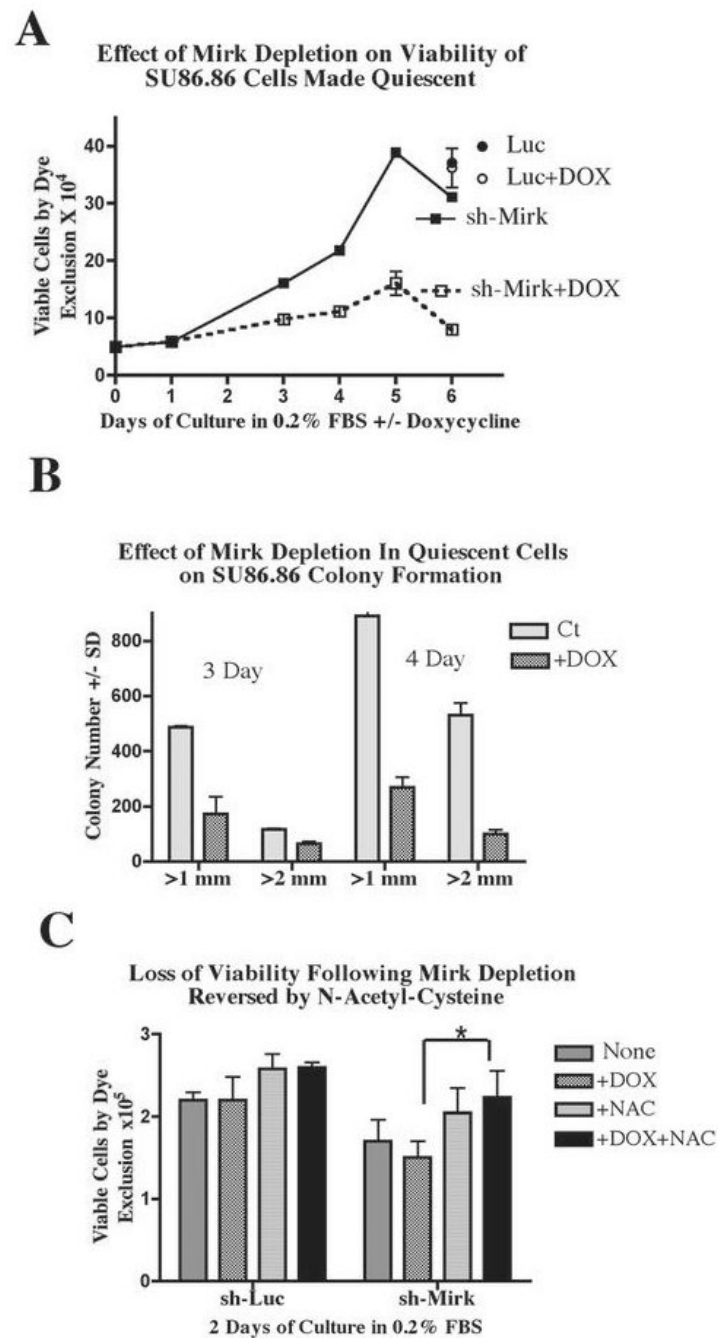 A
Effect of Mirk Depletion on Viability of
SU86.86 Cells Made Quiescent
Viable Cells by Dye
Exclusion X 10⁴
40
30
20
10
0
0 1 2 3 4 5 6
Days of Culture in 0.2% FBS +/- Doxycycline
Luc
Luc+DOX
sh-Mirk
sh-Mirk+DOX
B
Effect of Mirk Depletion In Quiescent Cells
on SU86.86 Colony Formation
Colony Number +/- SD
800
600
400
200
0
3 Day
4 Day
>1 mm >2 mm >1 mm >2 mm
Ct
+DOX
C
Loss of Viability Following Mirk Depletion
Reversed by N-Acetyl-Cysteine
Viable Cells by Dye
Exclusion x10⁵
3
2
1
0
*
sh-Luc sh-Mirk
2 Days of Culture in 0.2% FBS
None
+DOX
+NAC
+DOX+NAC